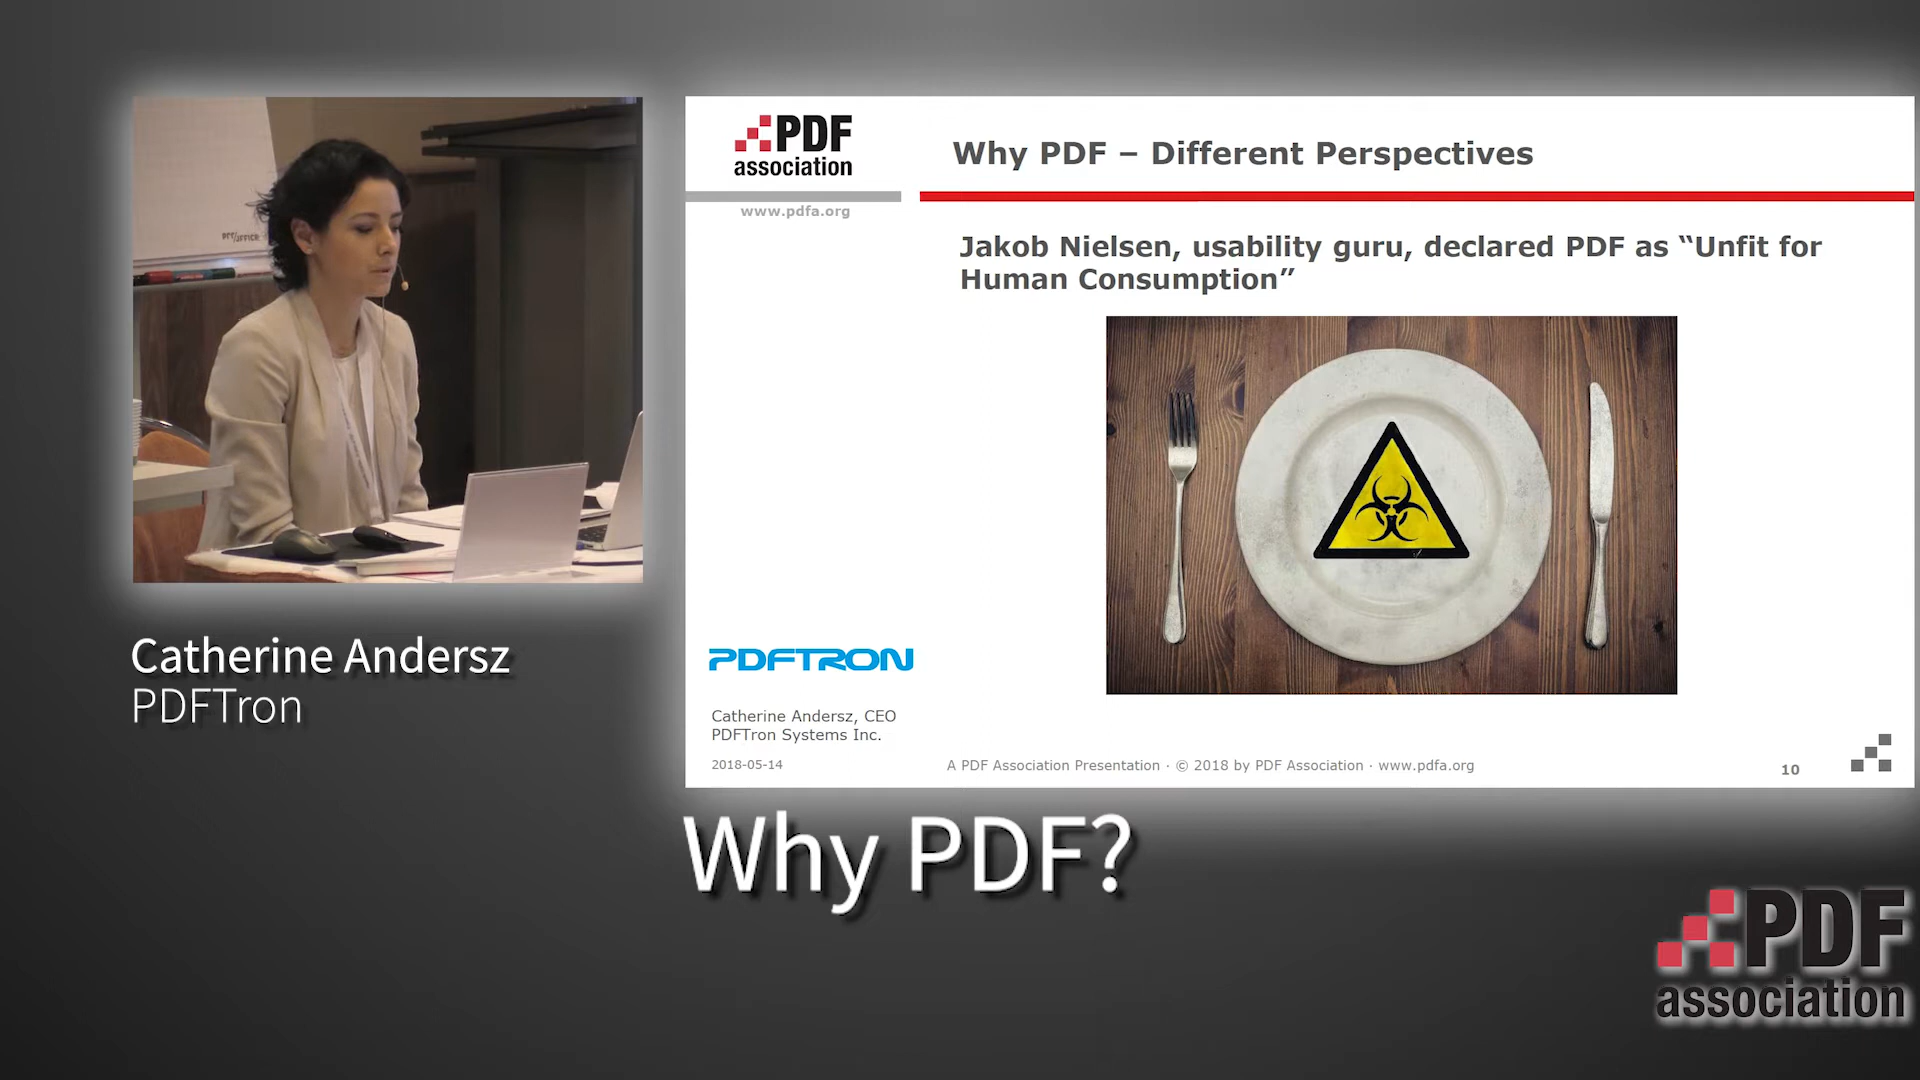 PDF
association
www.pdfa.org
Why PDF – Different Perspectives
Jakob Nielsen, usability guru, declared PDF as “Unfit for
Human Consumption”
PDFTRON
Catherine Andersz, CEO
PDFTron Systems Inc.
2018-05-14
A PDF Association Presentation · © 2018 by PDF Association · www.pdfa.org
10
Catherine Andersz
PDFTron
Why PDF?
PDF
association